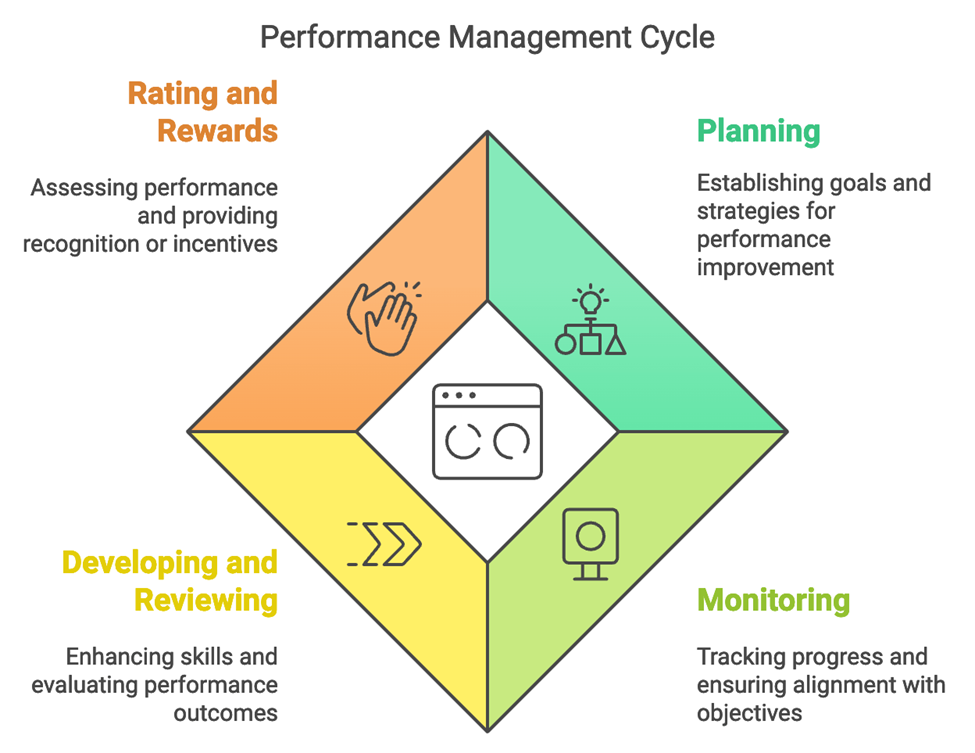 Performance Management Cycle
Rating and
Rewards
Assessing performance
and providing
recognition or incentives
Planning
Establishing goals and
strategies for
performance
improvement
Developing and
Reviewing
Enhancing skills and
evaluating performance
outcomes
Monitoring
Tracking progress and
ensuring alignment with
objectives